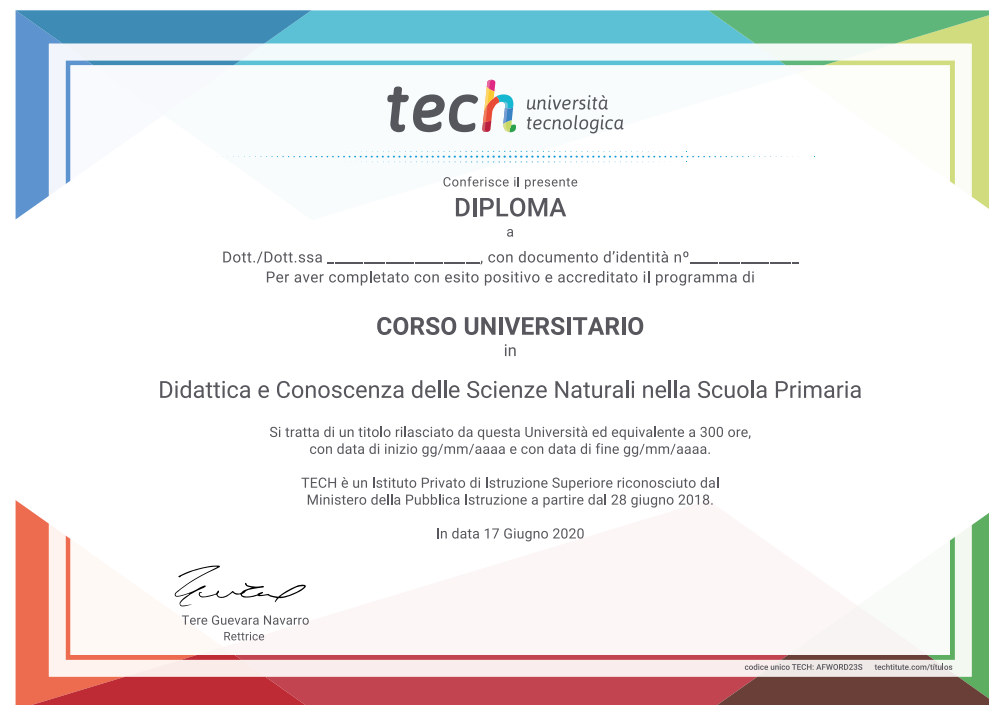 tech università
tecnologica
Conferisce il presente
DIPLOMA
a
Dott./Dott.ssa ____________________, con documento d'identità nº______________
Per aver completato con esito positivo e accreditato il programma di
CORSO UNIVERSITARIO
in
Didattica e Conoscenza delle Scienze Naturali nella Scuola Primaria
Si tratta di un titolo rilasciato da questa Università ed equivalente a 300 ore,
con data di inizio gg/mm/aaaa e con data di fine gg/mm/aaaa.
TECH è un Istituto Privato di Istruzione Superiore riconosciuto dal
Ministero della Pubblica Istruzione a partire dal 28 giugno 2018.
In data 17 Giugno 2020
Tere Guevara Navarro
Rettrice
codice unico TECH: AFWORD23S techtitute.com/títulos